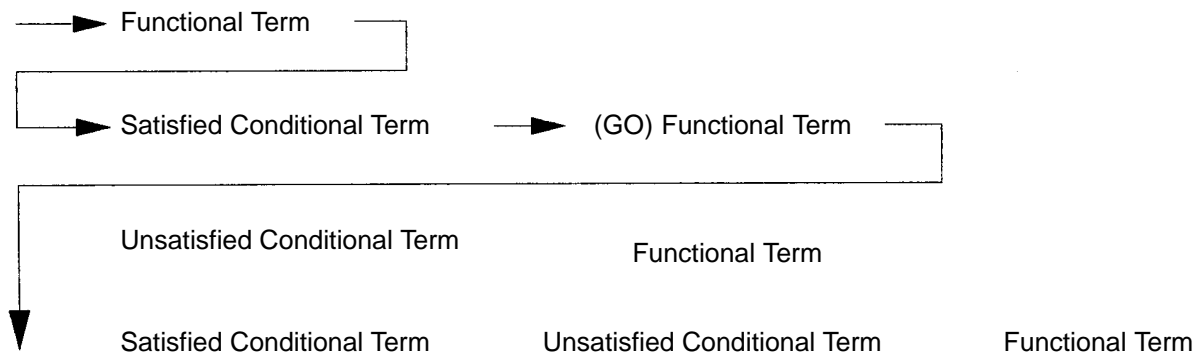 Functional Term
Satisfied Conditional Term (GO) Functional Term
Unsatisfied Conditional Term Functional Term
Satisfied Conditional Term Unsatisfied Conditional Term Functional Term